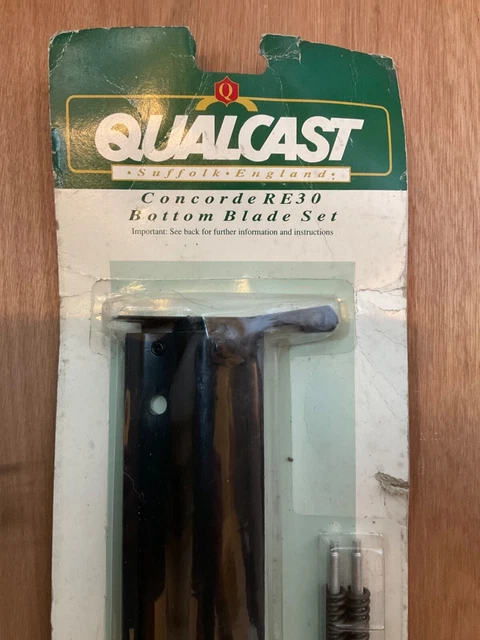 Q
QUALCAST
·Suffolk·England·
Concorde RE30
Bottom Blade Set
Important: See back for further information and instructions